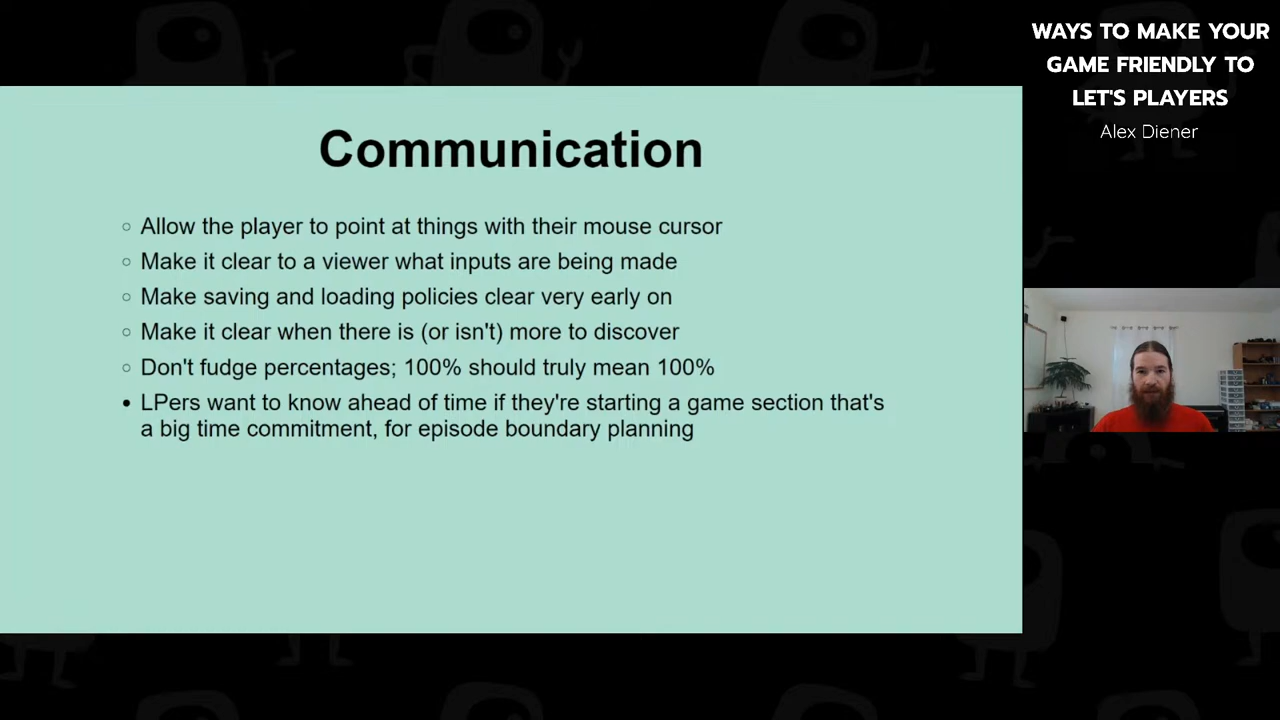 WAYS TO MAKE YOUR
GAME FRIENDLY TO
LET'S PLAYERS
Alex Diener
Communication
Allow the player to point at things with their mouse cursor
Make it clear to a viewer what inputs are being made
Make saving and loading policies clear very early on
Make it clear when there is (or isn't) more to discover
Don't fudge percentages; 100% should truly mean 100%
LPers want to know ahead of time if they're starting a game section that's
a big time commitment, for episode boundary planning